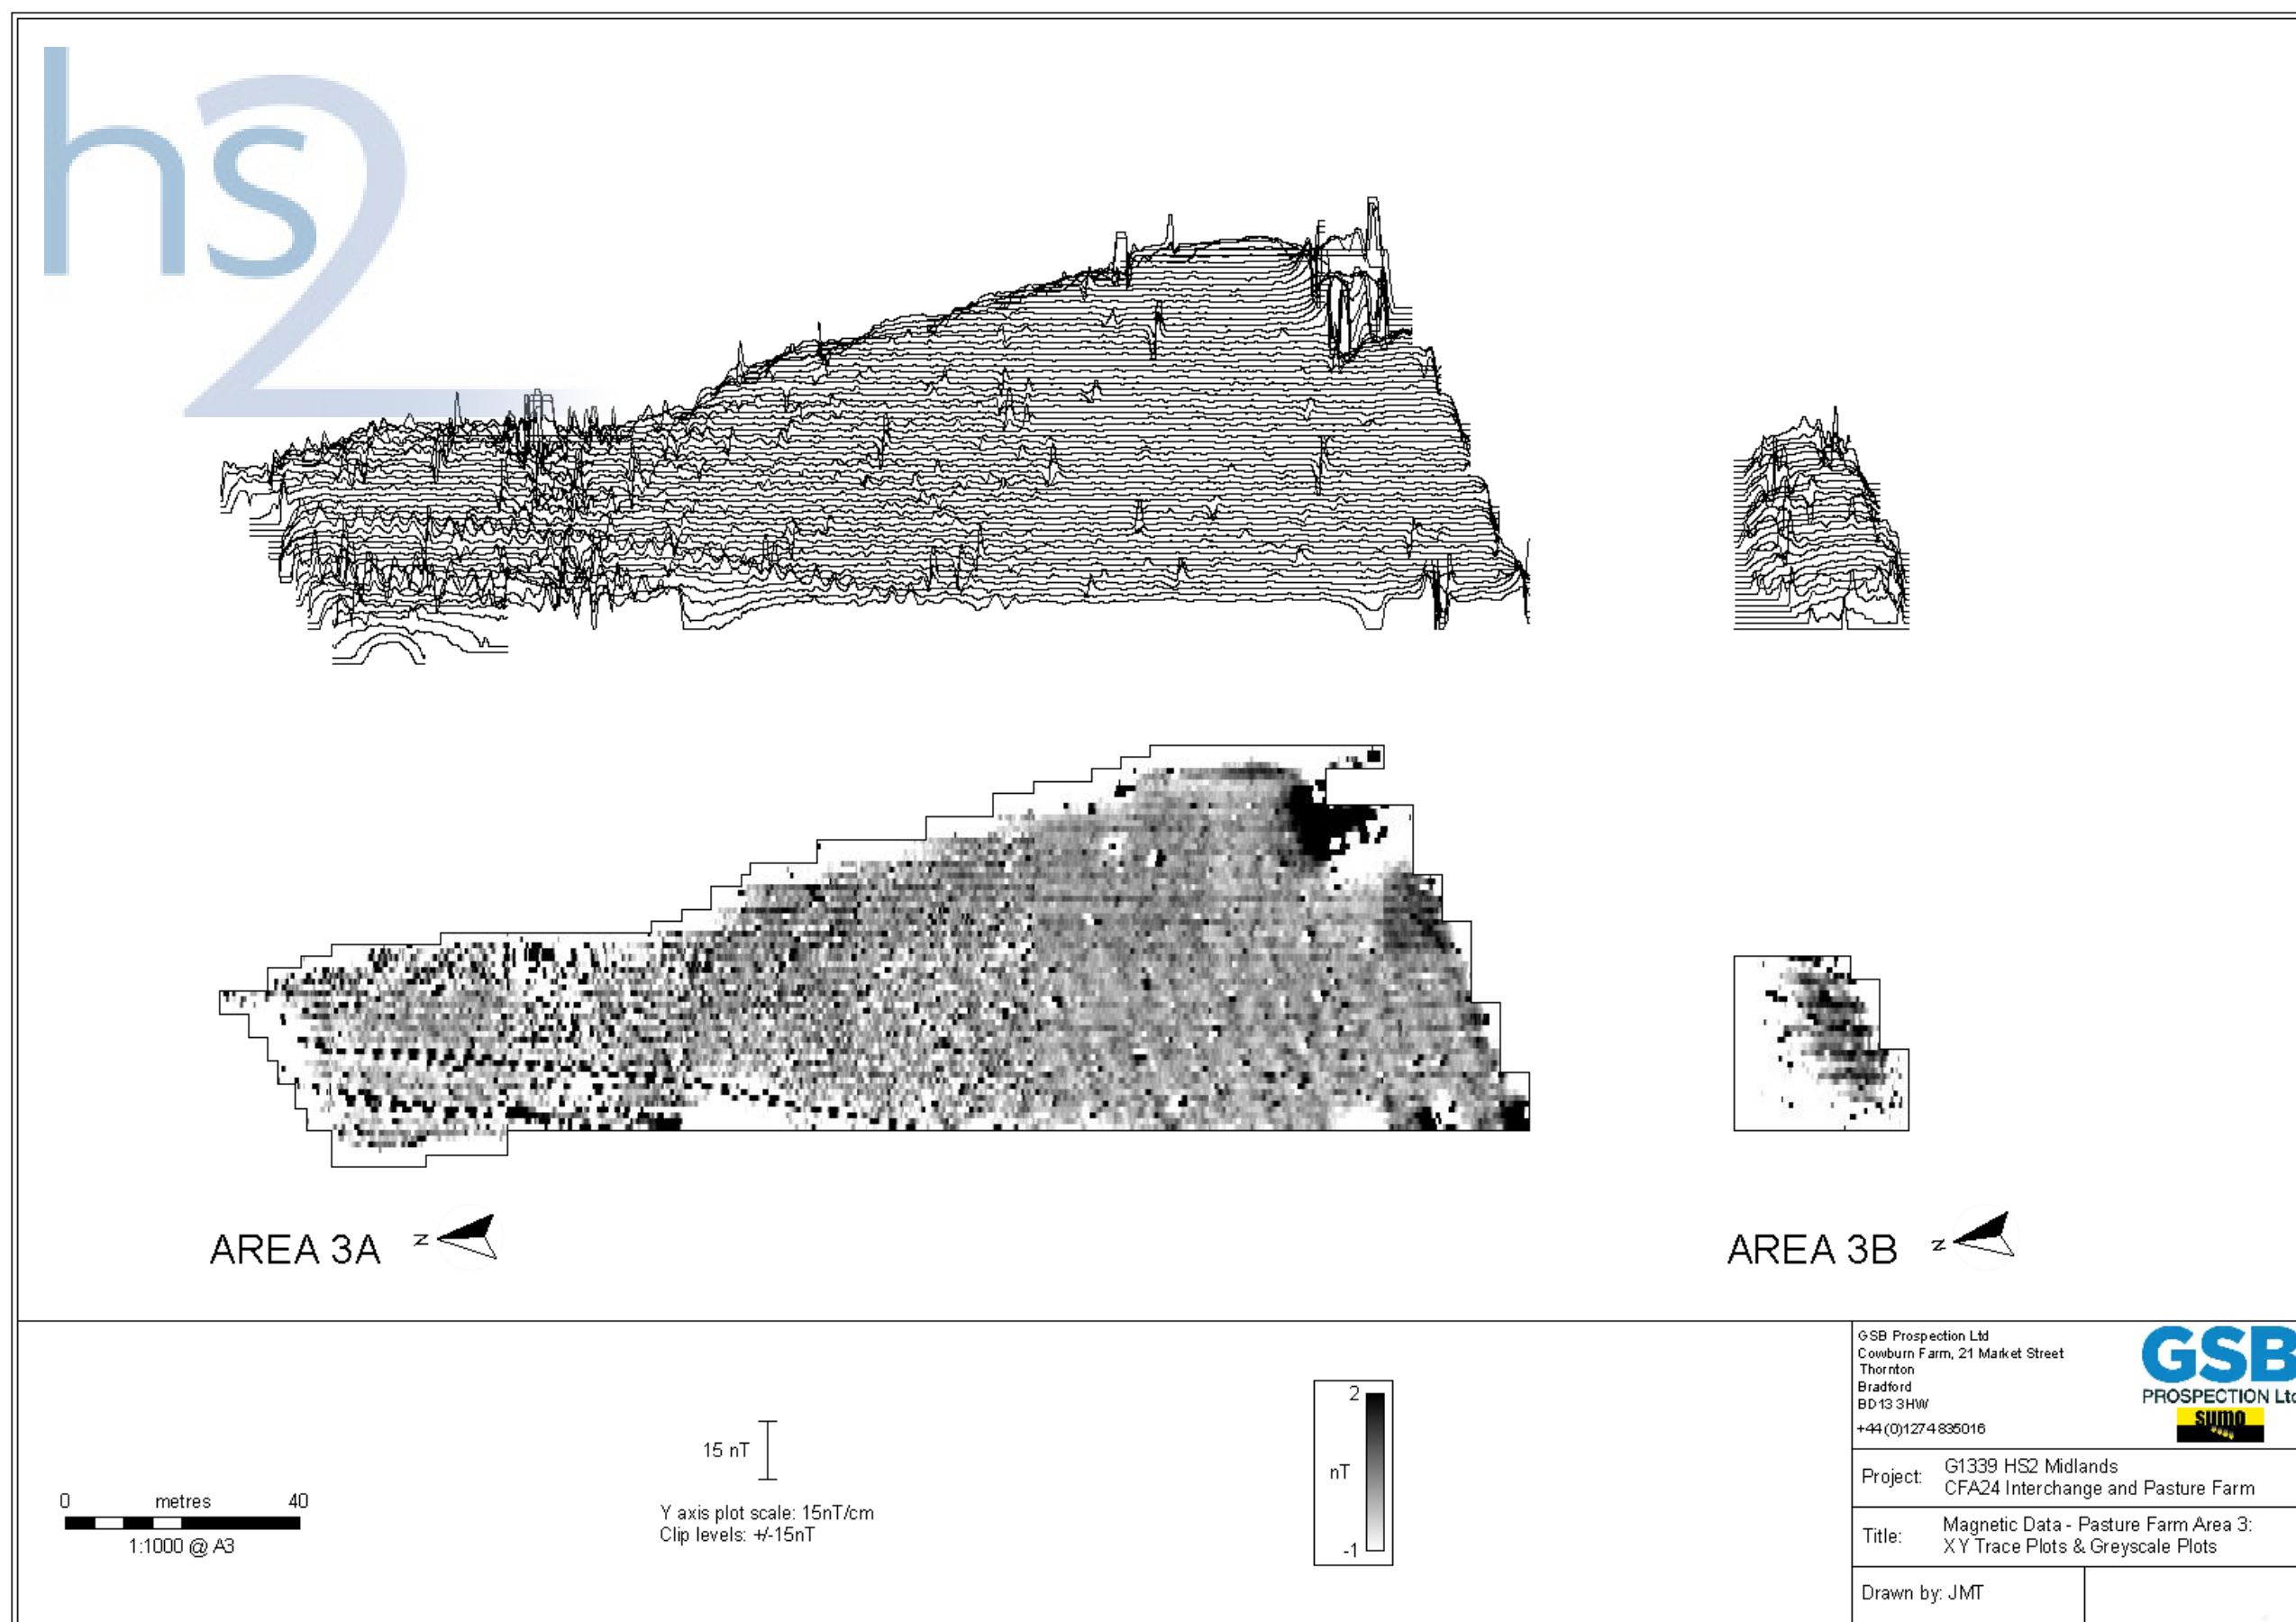 hs2
AREA 3A
N
AREA 3B
N
0 metres 40
1:1000 @ A3
15 nT
Y axis plot scale: 15nT/cm
Clip levels: +/-15nT
2
nT
-1
GSB Prospection Ltd
Cowburn Farm, 21 Market Street
Thornton
Bradford
BD13 3HW
+44(0)1274 835016
GSB
PROSPECTION Ltd
sumo
Project: G1339 HS2 Midlands
CFA24 Interchange and Pasture Farm
Title: Magnetic Data - Pasture Farm Area 3:
XY Trace Plots & Greyscale Plots
Drawn by: JMT